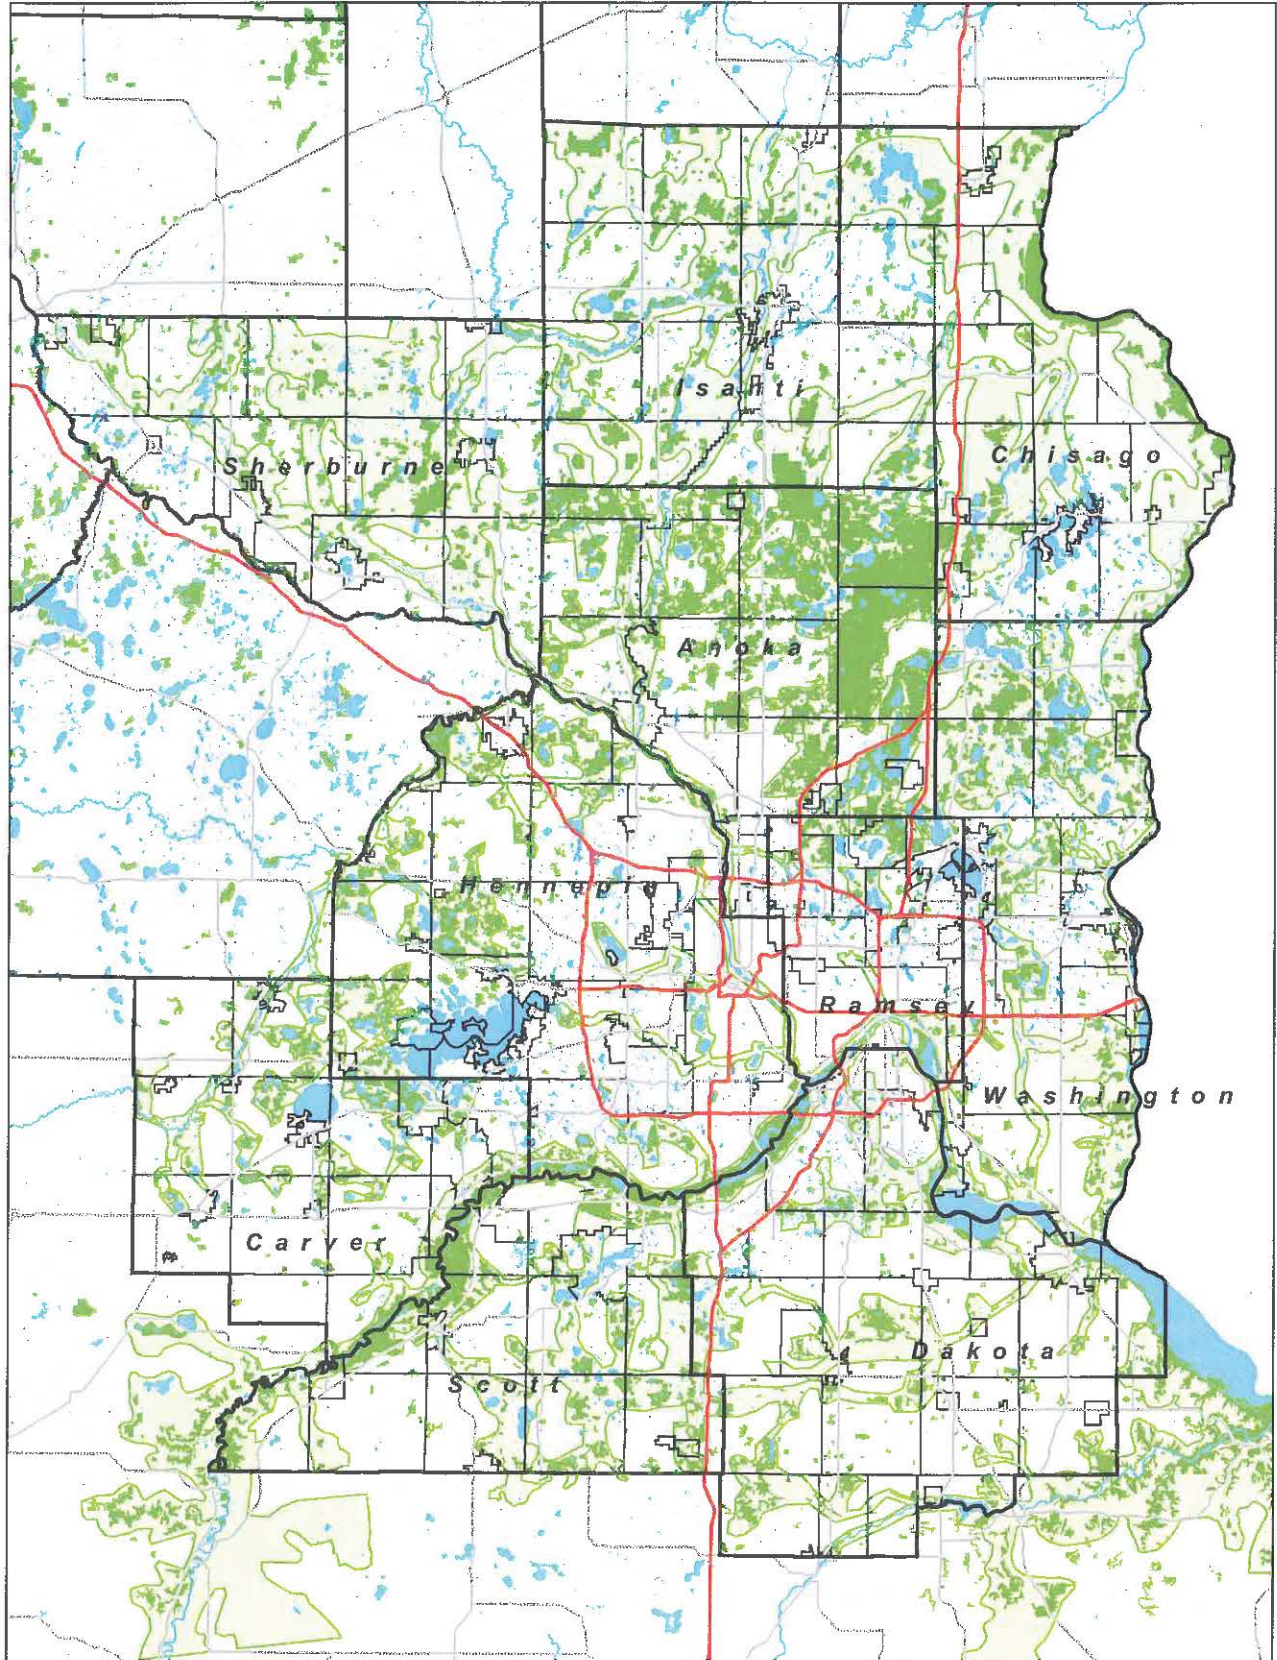 Isanti
Chisago
Sherburne
Anoka
Hennepin
Ramsey
Washington
Carver
Dakota
Scott